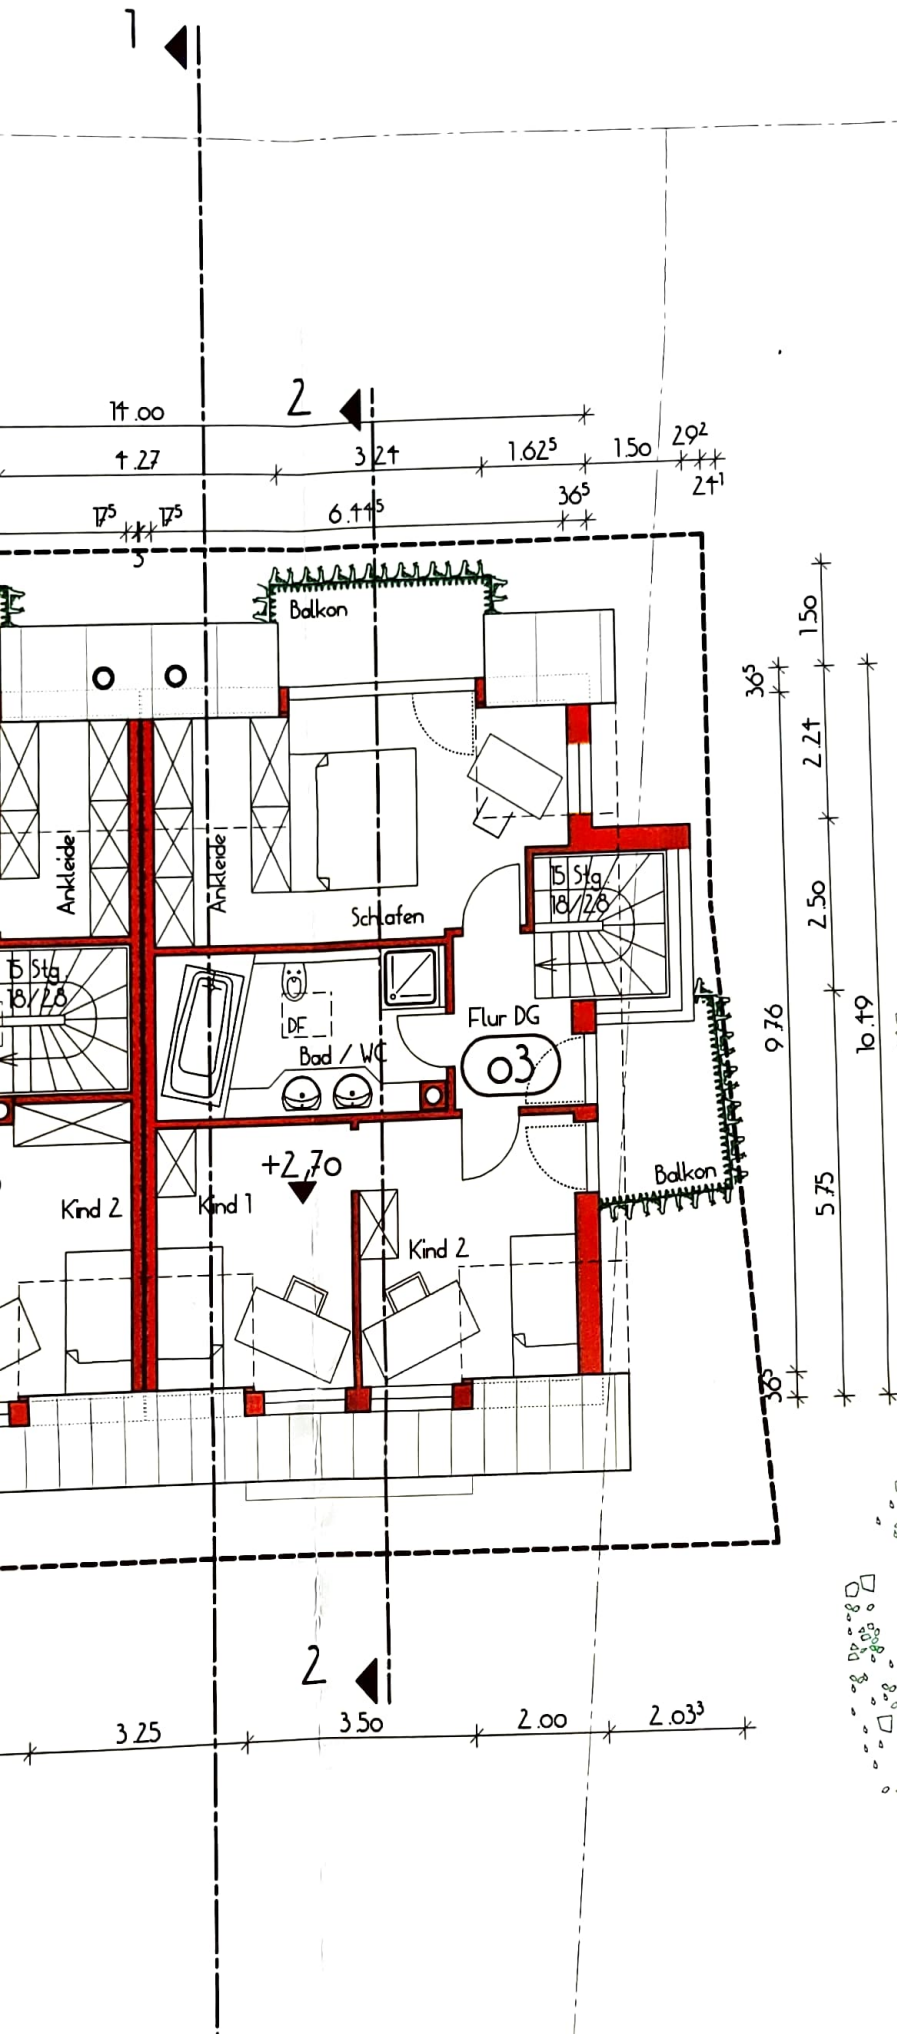 1
2
14.00
4.27
3.24
1.62⁵
1.50
29²
24¹
17⁵
17⁵
6.44⁵
36⁵
5
Balkon
1.50
36⁵
2.24
Ankleide
Ankleide
15 Stg.
18/28
2.50
Schlafen
15 Stg.
18/28
Flur DG
DF
Bad / WC
03
9.76
10.49
+2,70
Balkon
Kind 2
Kind 1
5.75
Kind 2
36⁵
2
3.25
3.50
2.00
2.03³